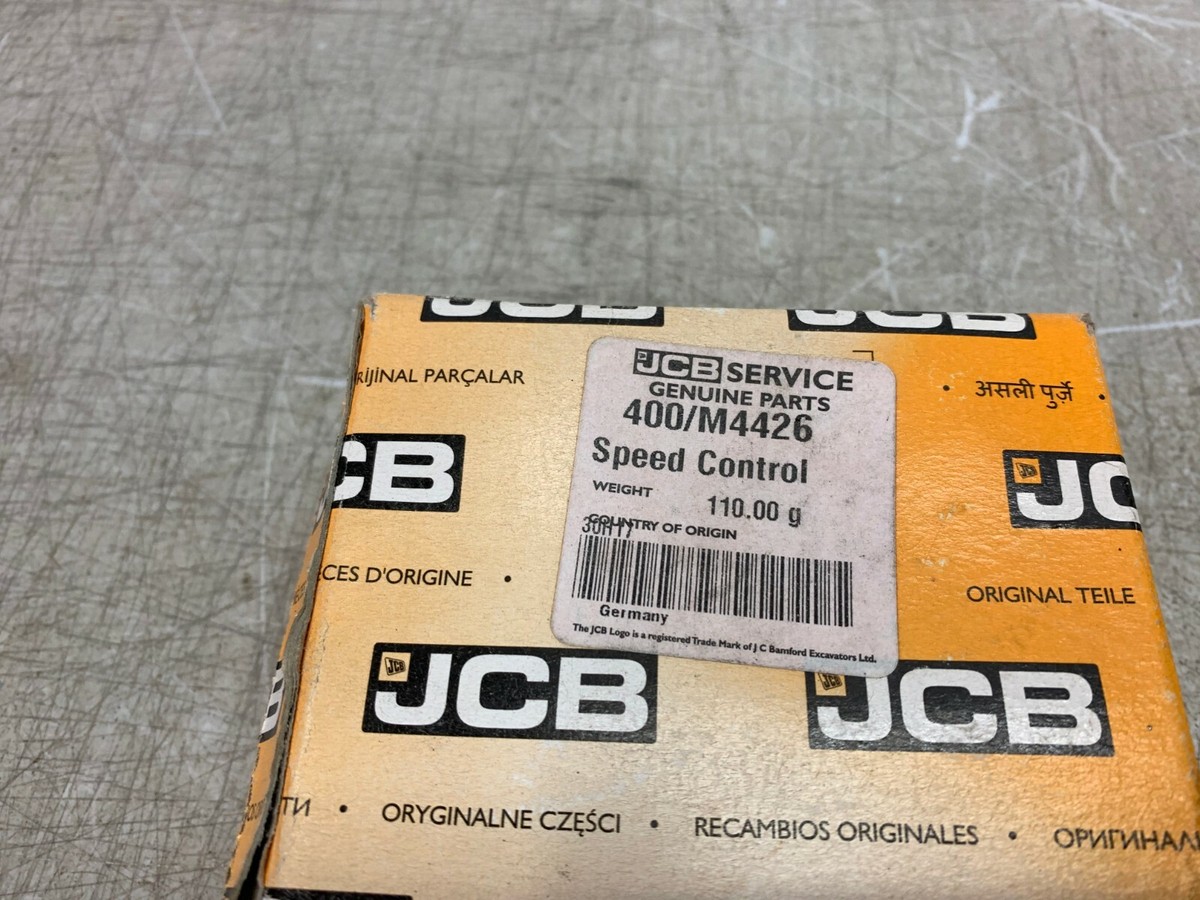 JCB
JCB
RİJİNAL PARÇALAR
JCB SERVICE
GENUINE PARTS
400/M4426
Speed Control
WEIGHT 110.00 g
COUNTRY OF ORIGIN
30H17
Germany
The JCB Logo is a registered Trade Mark of J C Bamford Excavators Ltd.
• असली पुर्ज़े •
JCB
JC
CES D'ORIGINE •
ORIGINAL TEILE
JCB
JCB
ТИ • ORYGINALNE CZĘŚCI • RECAMBIOS ORIGINALES • ОРИГИНАЛ